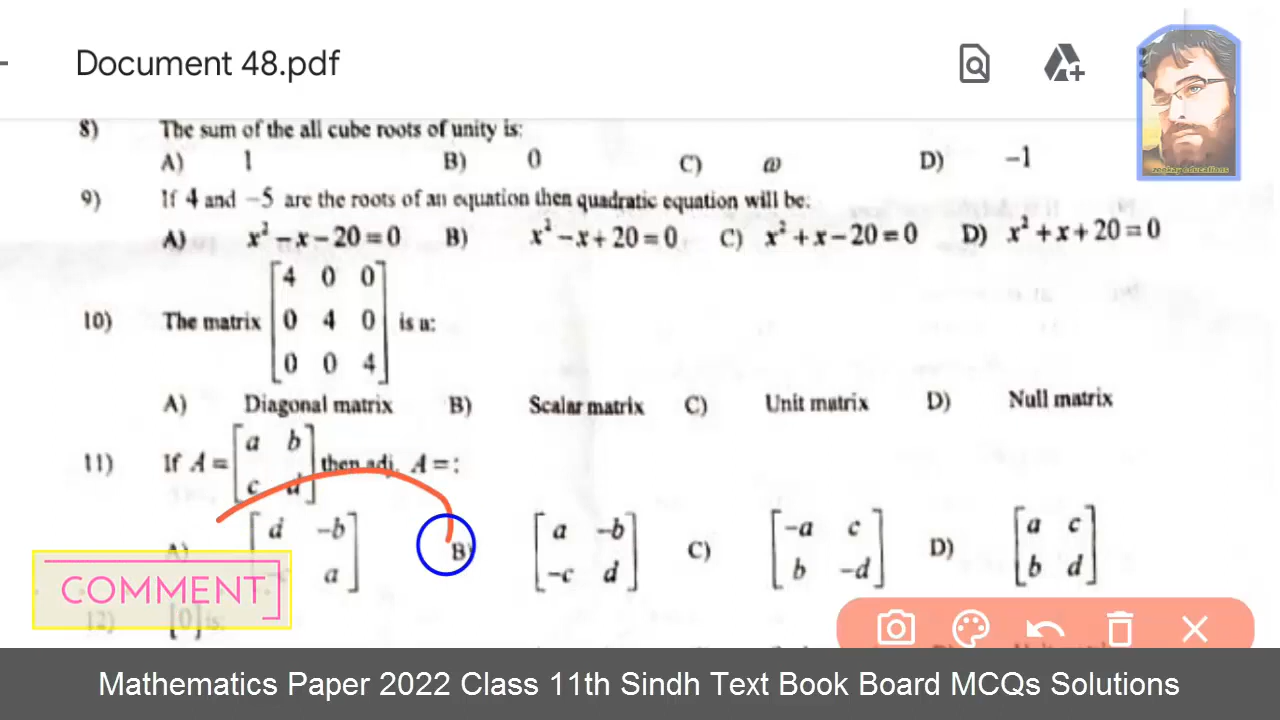 Document 48.pdf
8) The sum of the all cube roots of unity is:
A) 1 B) 0 C) ω D) −1
9) If 4 and −5 are the roots of an equation then quadratic equation will be:
A) x² − x − 20 = 0 B) x² − x + 20 = 0 C) x² + x − 20 = 0 D) x² + x + 20 = 0
4 0 0
10) The matrix 0 4 0 is a:
0 0 4
A) Diagonal matrix B) Scalar matrix C) Unit matrix D) Null matrix
a b
11) If A = then adj. A = :
c d
d −b a −b −a c a c
A) B) C) D)
−c a −c d b −d b d
COMMENT
12) [0] is:
Mathematics Paper 2022 Class 11th Sindh Text Book Board MCQs Solutions